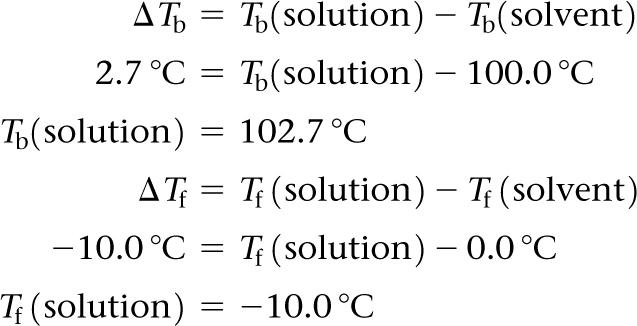 ΔT_b = T_b(solution) − T_b(solvent)
2.7 °C = T_b(solution) − 100.0 °C
T_b(solution) = 102.7 °C
ΔT_f = T_f(solution) − T_f(solvent)
−10.0 °C = T_f(solution) − 0.0 °C
T_f(solution) = −10.0 °C